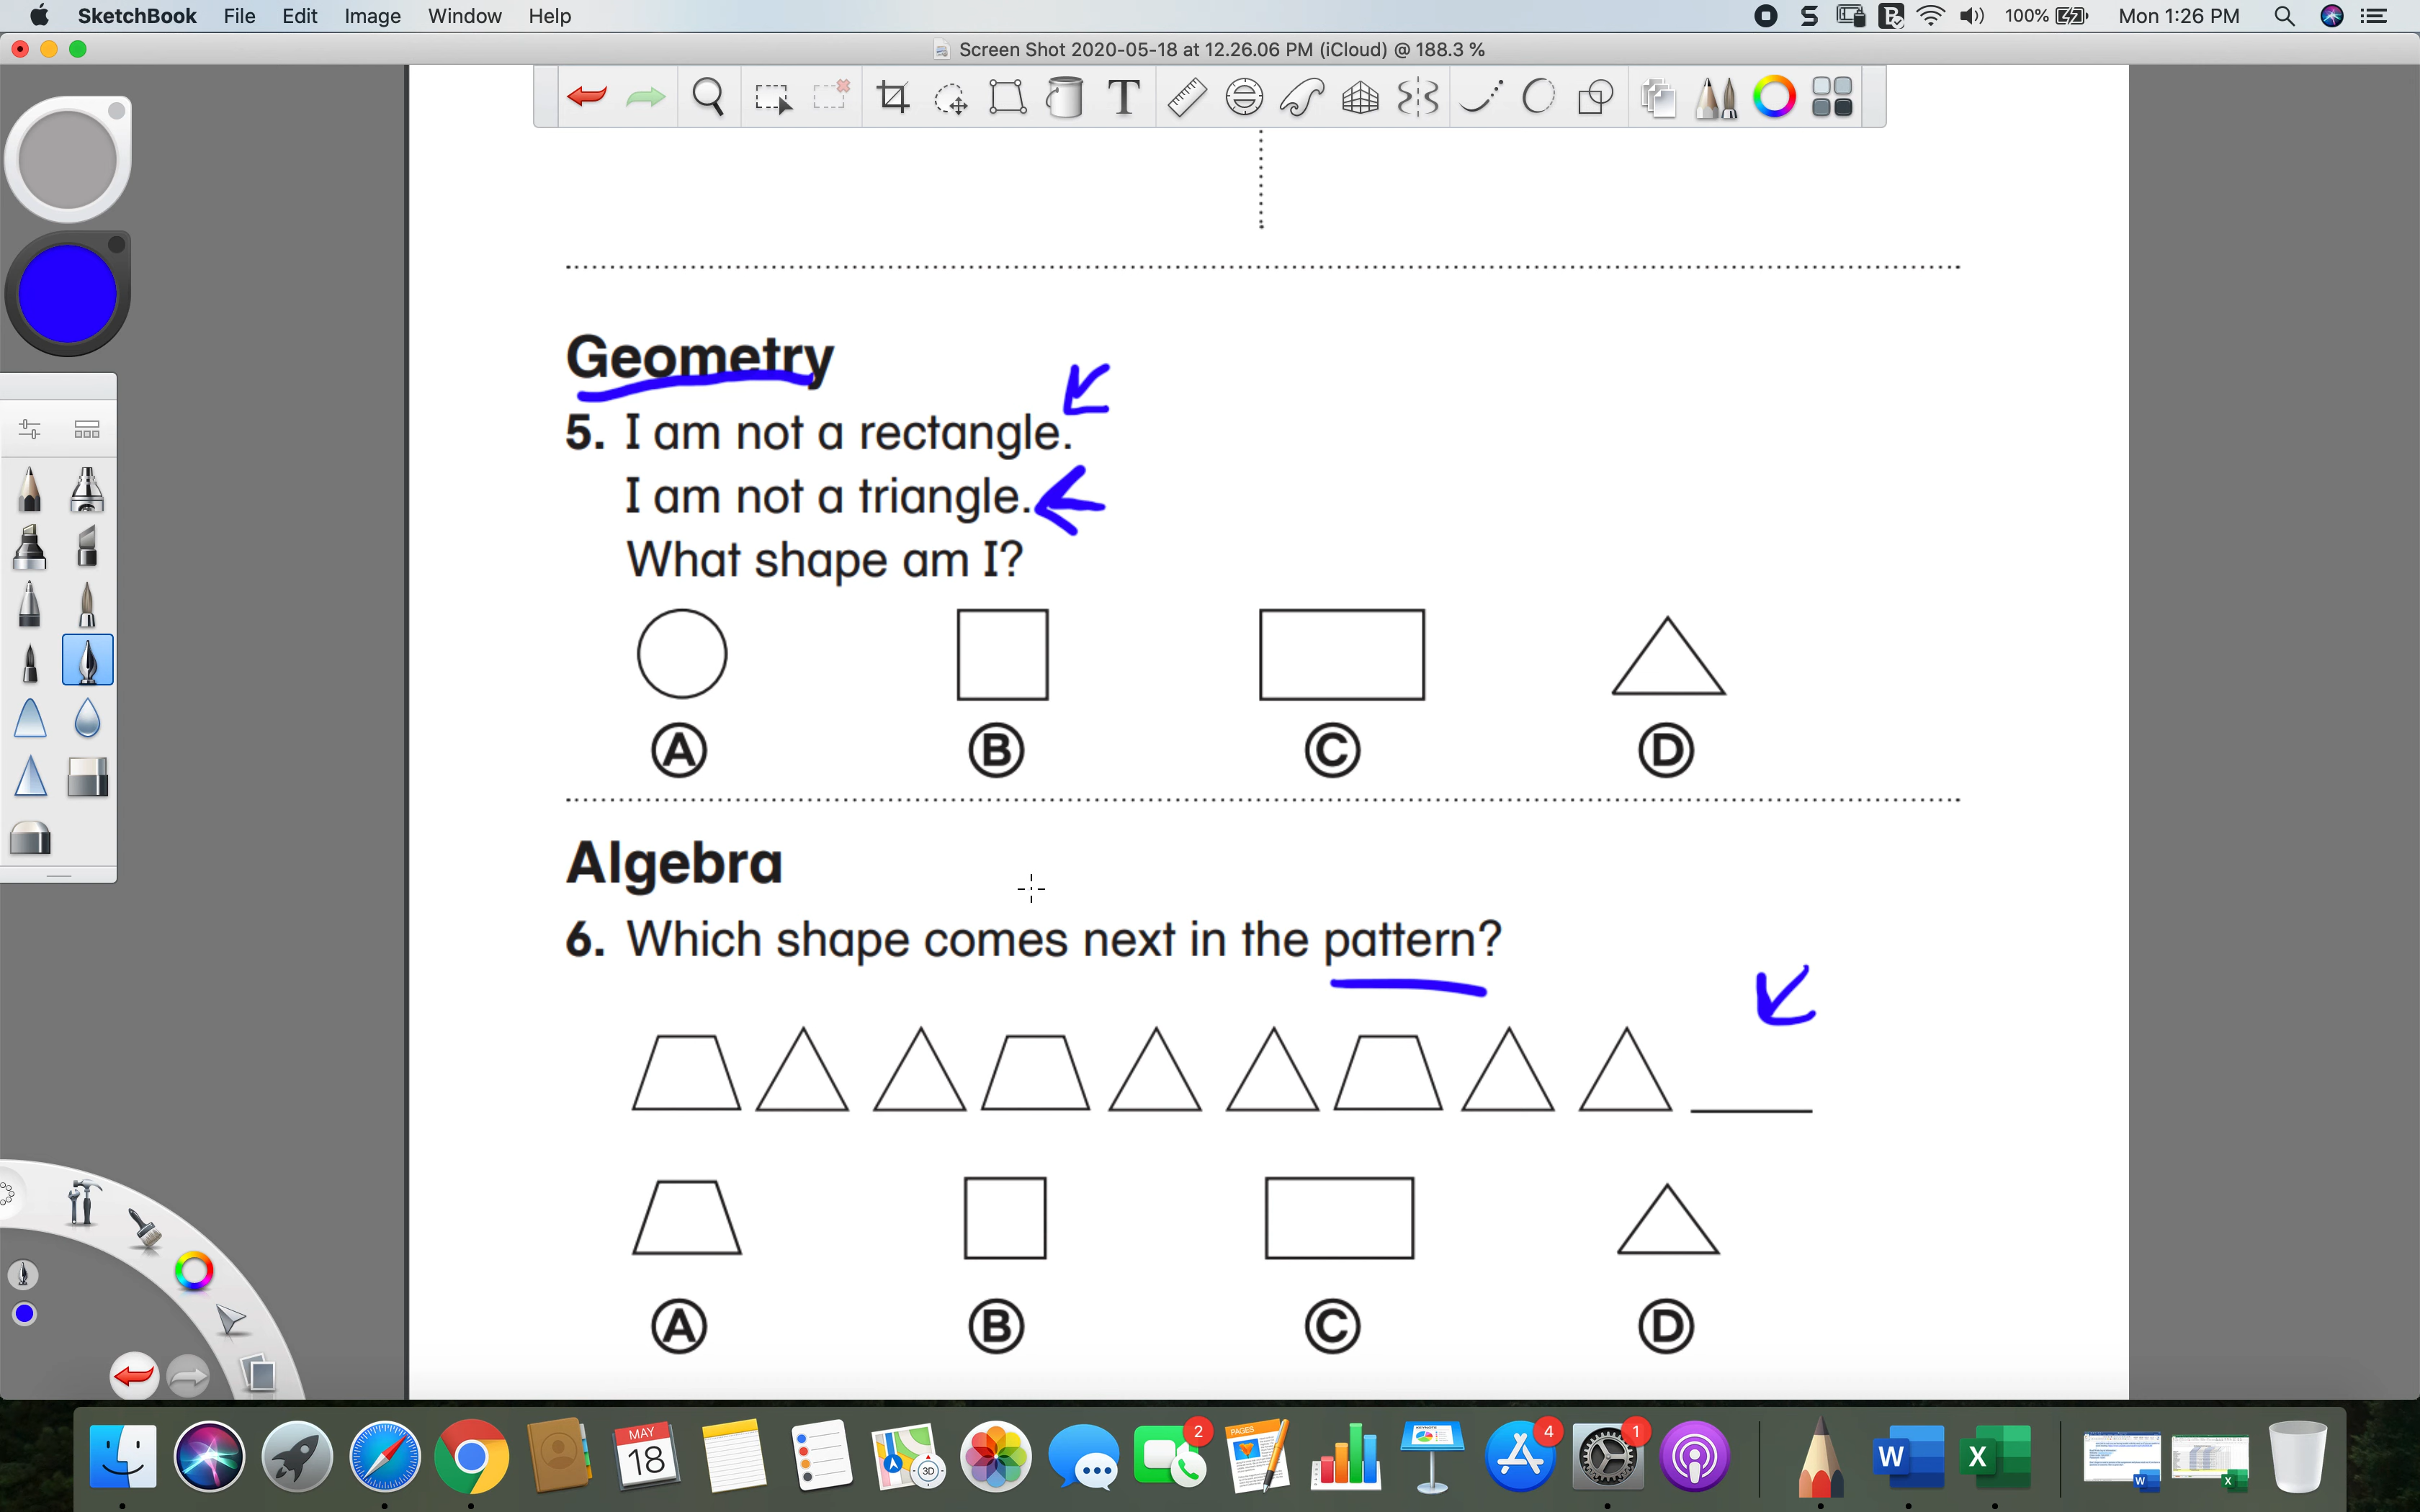 SketchBook File Edit Image Window Help
100% Mon 1:26 PM
Screen Shot 2020-05-18 at 12.26.06 PM (iCloud) @ 188.3 %
T
Geometry
5. I am not a rectangle.
I am not a triangle.
What shape am I?
A B C D
Algebra
6. Which shape comes next in the pattern?
A B C D
MAY
18
3D
2
PAGES
4
1
W
X
W
X